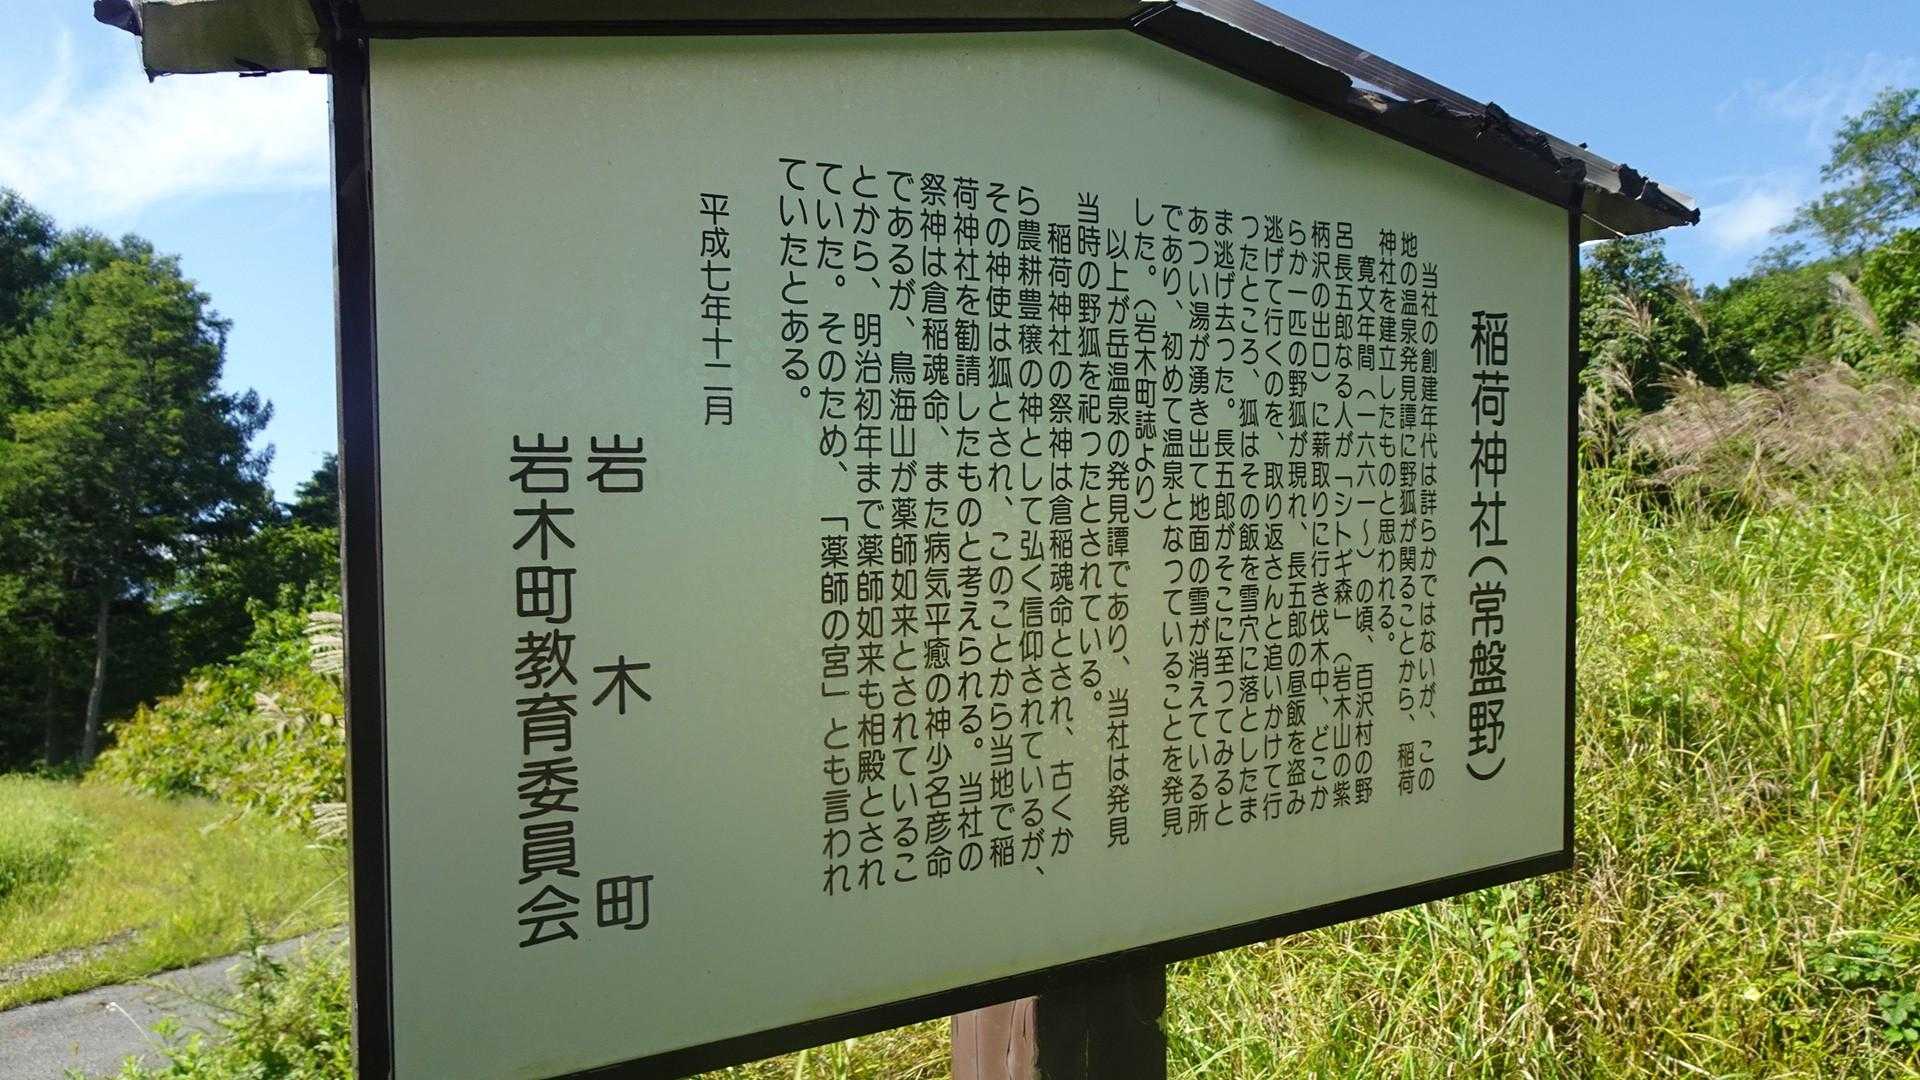 稲荷神社(常盤野)
当社の創建年代は詳らかではないが、この
地の温泉発見譚に野狐が関ることから、稲荷
神社を建立したものと思われる。
寛文年間(一六六一～)の頃、百沢村の野
呂長五郎なる人が「シトギ森」(岩木山の紫
柄沢の出口)に薪取りに行き伐木中、どこか
らか一匹の野狐が現れ、長五郎の昼飯を盗み
逃げて行くのを、取り返さんと追いかけて行
つたところ、狐はその飯を雪穴に落としたま
ま逃げ去つた。長五郎がそこに至つてみると
あつい湯が湧き出て地面の雪が消えている所
であり、初めて温泉となつていることを発見
した。(岩木町誌より)
以上が岳温泉の発見譚であり、当社は発見
当時の野狐を祀つたとされている。
稲荷神社の祭神は倉稲魂命とされ、古くか
ら農耕豊穣の神として弘く信仰されているが、
その神使は狐とされ、このことから当地で稲
荷神社を勧請したものと考えられる。当社の
祭神は倉稲魂命、また病気平癒の神少名彦命
であるが、鳥海山が薬師如来とされているこ
とから、明治初年まで薬師如来も相殿とされ
ていた。そのため、「薬師の宮」とも言われ
ていたとある。
平成七年十二月
岩木町
岩木町教育委員会